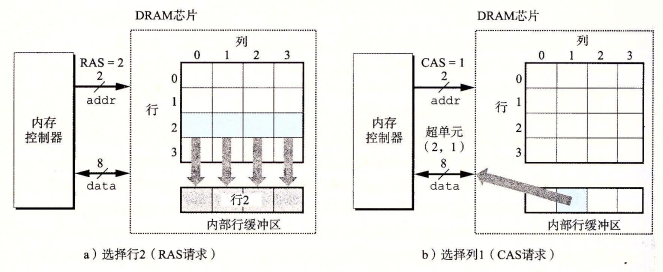 DRAM芯片
列
0 1 2 3
RAS = 2
2
addr
0
1
行
2
3
内存
控制器
8
data
行2
内部行缓冲区
a）选择行2（RAS请求）
DRAM芯片
列
0 1 2 3
CAS = 1
2
addr
0
1
行
2
3
内存
控制器
超单元
（2，1）
8
data
内部行缓冲区
b）选择列1（CAS请求）